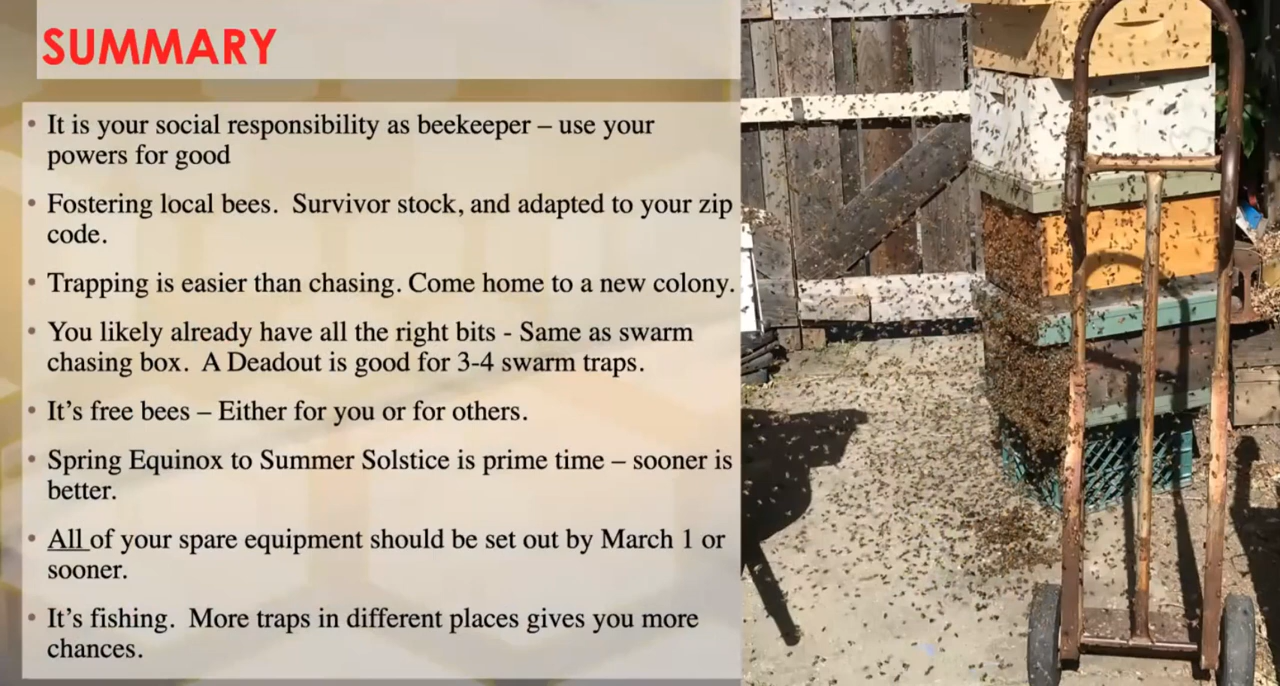 SUMMARY
• It is your social responsibility as beekeeper – use your
powers for good
• Fostering local bees.  Survivor stock, and adapted to your zip
code.
• Trapping is easier than chasing. Come home to a new colony.
• You likely already have all the right bits - Same as swarm
chasing box.  A Deadout is good for 3-4 swarm traps.
• It’s free bees – Either for you or for others.
• Spring Equinox to Summer Solstice is prime time – sooner is
better.
• All of your spare equipment should be set out by March 1 or
sooner.
• It’s fishing.  More traps in different places gives you more
chances.